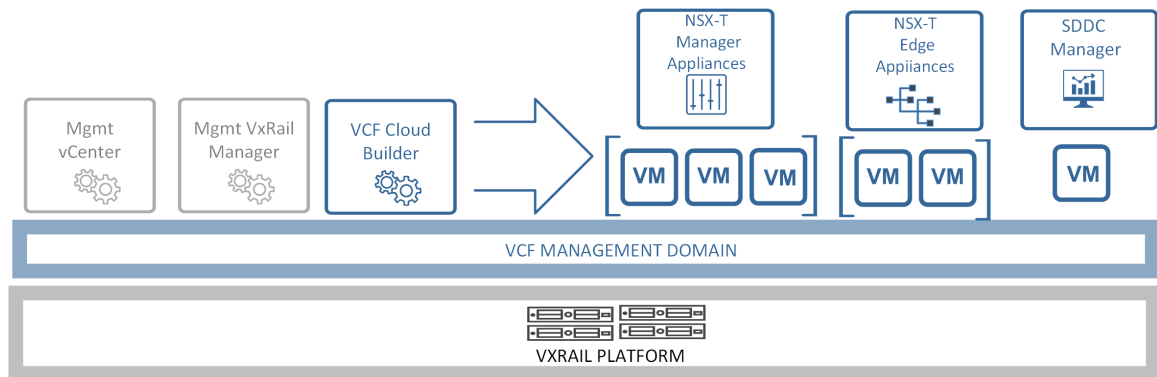 NSX-T
Manager
Appliances
NSX-T
Edge
Appiiances
SDDC
Manager
Mgmt
vCenter
Mgmt VxRail
Manager
VCF Cloud
Builder
VM
VM
VM
VM
VM
VM
VCF MANAGEMENT DOMAIN
VXRAIL PLATFORM